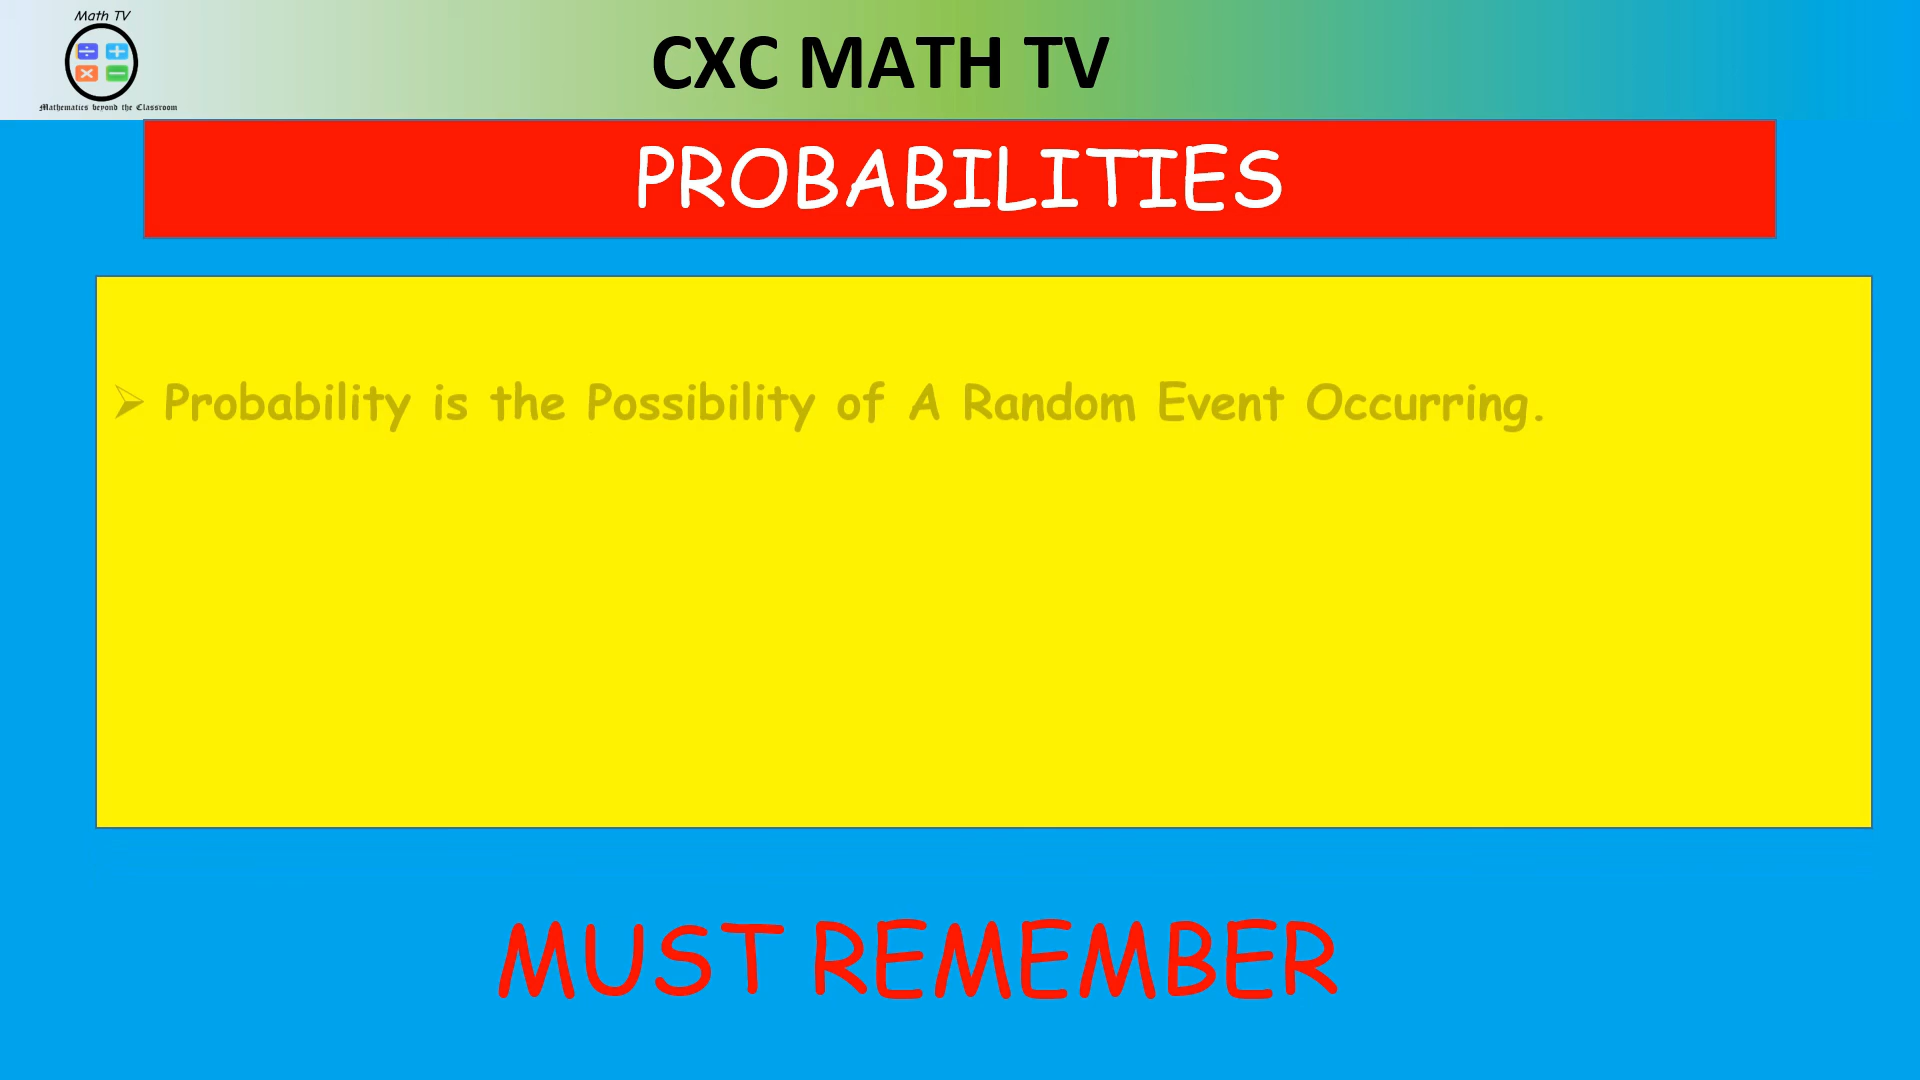 Math TV
Mathematics beyond the Classroom
CXC MATH TV
PROBABILITIES
➢ Probability is the Possibility of A Random Event Occurring.
MUST REMEMBER